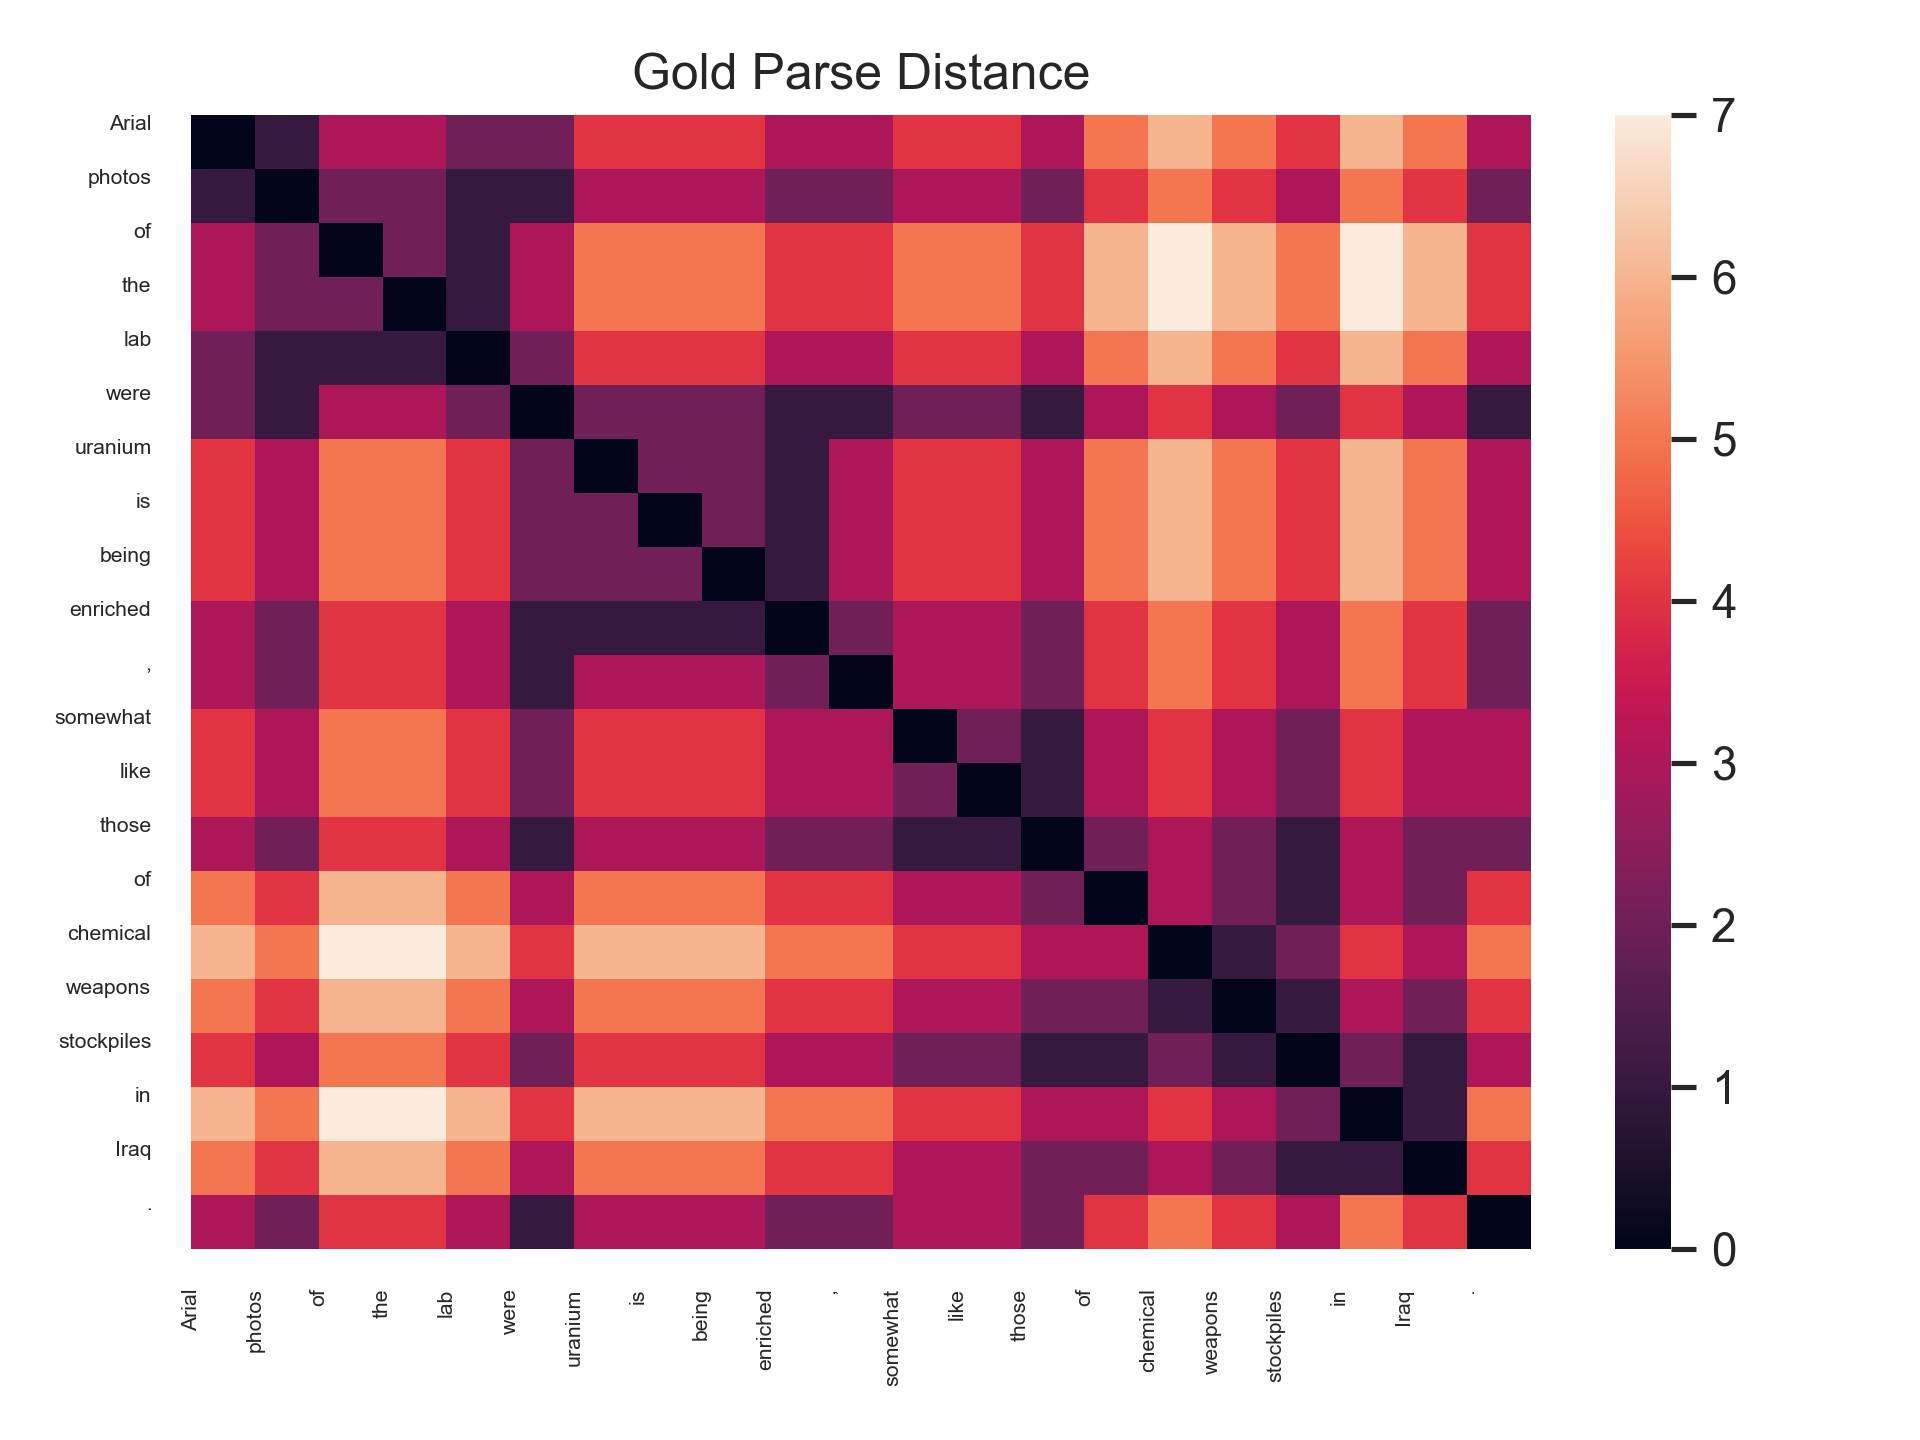 Gold Parse Distance
Arial
photos
of
the
lab
were
uranium
is
being
enriched
,
somewhat
like
those
of
chemical
weapons
stockpiles
in
Iraq
.
Arial
photos
of
the
lab
were
uranium
is
being
enriched
,
somewhat
like
those
of
chemical
weapons
stockpiles
in
Iraq
.
7
6
5
4
3
2
1
0